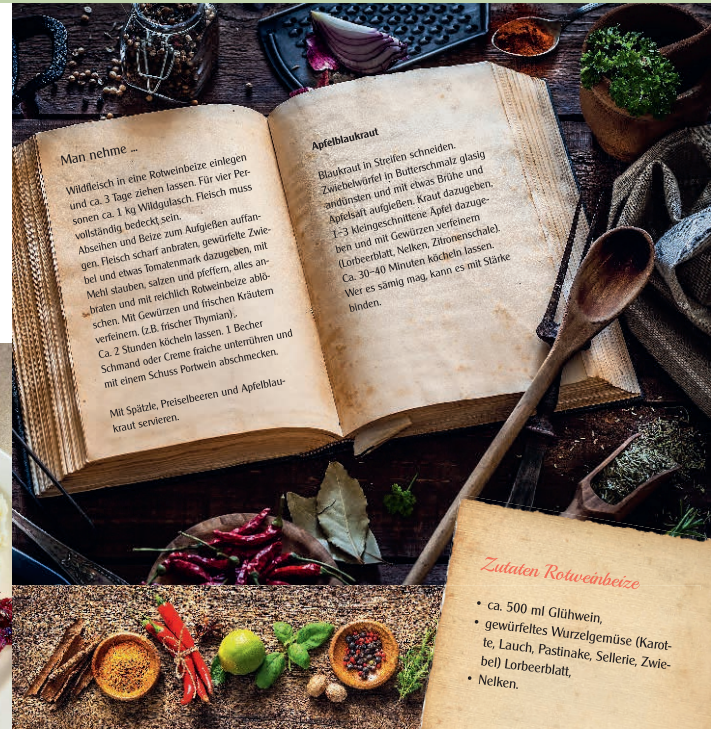 Man nehme ...
Wildfleisch in eine Rotweinbeize einlegen
und ca. 3 Tage ziehen lassen. Für vier Per-
sonen ca. 1 kg Wildgulasch. Fleisch muss
vollständig bedeckt sein.
Abseihen und Beize zum Aufgießen auffan-
gen. Fleisch scharf anbraten, gewürfelte Zwie-
bel und etwas Tomatenmark dazugeben, mit
Mehl stauben, salzen und pfeffern, alles an-
braten und mit reichlich Rotweinbeize ablö-
schen. Mit Gewürzen und frischen Kräutern
verfeinern. (z.B. frischer Thymian).
Ca. 2 Stunden köcheln lassen. 1 Becher
Schmand oder Creme fraiche unterrühren und
mit einem Schuss Portwein abschmecken.
Mit Spätzle, Preiselbeeren und Apfelblau-
kraut servieren.
Apfelblaukraut
Blaukraut in Streifen schneiden.
Zwiebelwürfel in Butterschmalz glasig
andünsten und mit etwas Brühe und
Apfelsaft aufgießen. Kraut dazugeben.
1–3 kleingeschnittene Äpfel dazuge-
ben und mit Gewürzen verfeinern
(Lorbeerblatt, Nelken, Zitronenschale).
Ca. 30–40 Minuten köcheln lassen.
Wer es sämig mag, kann es mit Stärke
binden.
Zutaten Rotweinbeize
• ca. 500 ml Glühwein,
• gewürfeltes Wurzelgemüse (Karot-
te, Lauch, Pastinake, Sellerie, Zwie-
bel) Lorbeerblatt,
• Nelken.